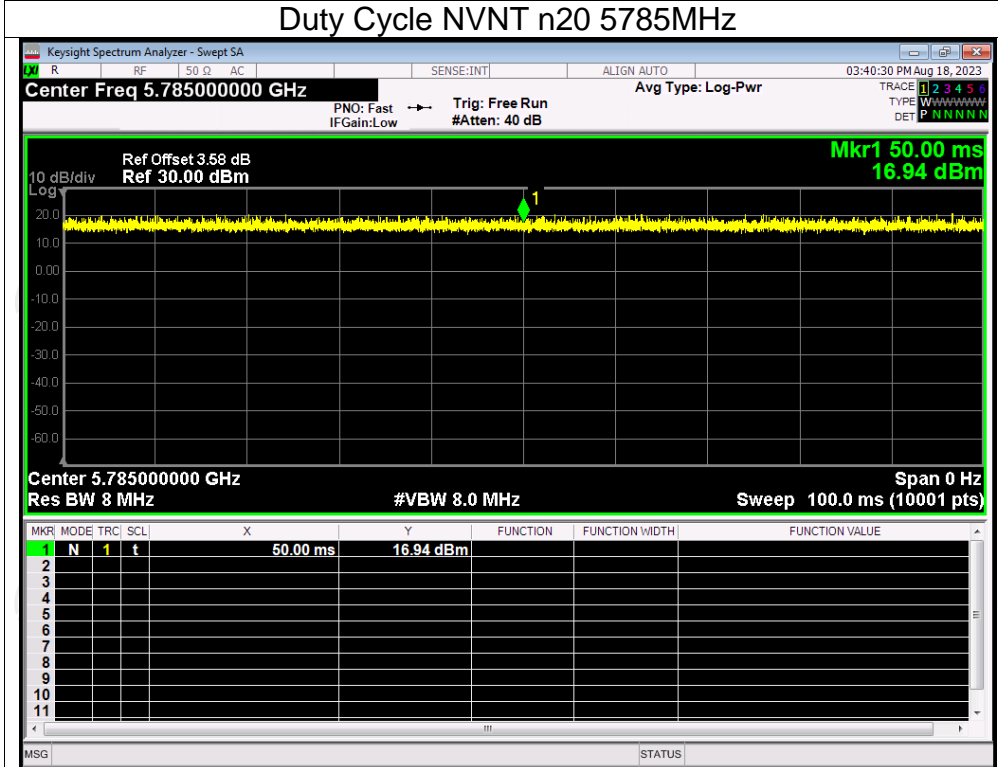 Duty Cycle NVNT n20 5785MHz
Keysight Spectrum Analyzer - Swept SA
LXI R RF 50 Ω AC SENSE:INT ALIGN AUTO 03:40:30 PM Aug 18, 2023
Center Freq 5.785000000 GHz Avg Type: Log-Pwr TRACE 1 2 3 4 5 6
PNO: Fast Trig: Free Run TYPE WWWWWW
IFGain:Low #Atten: 40 dB DET P N N N N N
Mkr1 50.00 ms
Ref Offset 3.58 dB
10 dB/div Ref 30.00 dBm 16.94 dBm
Log
1
20.0
10.0
0.00
-10.0
-20.0
-30.0
-40.0
-50.0
-60.0
Center 5.785000000 GHz Span 0 Hz
Res BW 8 MHz #VBW 8.0 MHz Sweep 100.0 ms (10001 pts)
MKR MODE TRC SCL X Y FUNCTION FUNCTION WIDTH FUNCTION VALUE
1 N 1 t 50.00 ms 16.94 dBm
2
3
4
5
6
7
8
9
10
11
MSG STATUS